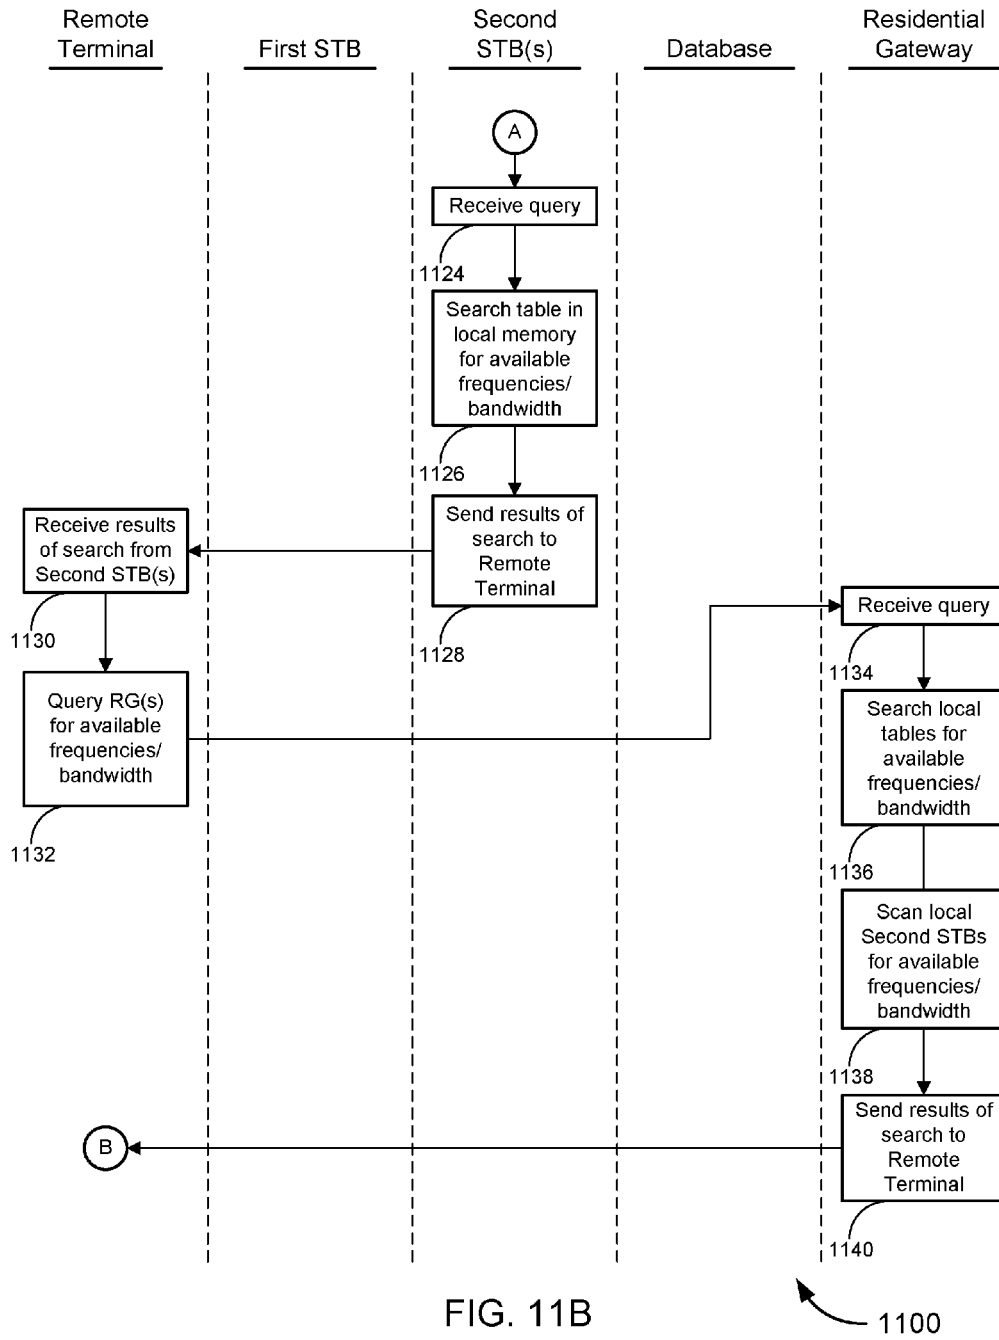 Remote
Terminal
First STB
Second
STB(s)
Database
Residential
Gateway
A
Receive query
1124
Search table in
local memory
for available
frequencies/
bandwidth
1126
Send results of
search to
Remote
Terminal
1128
Receive results
of search from
Second STB(s)
1130
Query RG(s)
for available
frequencies/
bandwidth
1132
Receive query
1134
Search local
tables for
available
frequencies/
bandwidth
1136
Scan local
Second STBs
for available
frequencies/
bandwidth
1138
Send results of
search to
Remote
Terminal
1140
B
FIG. 11B
1100